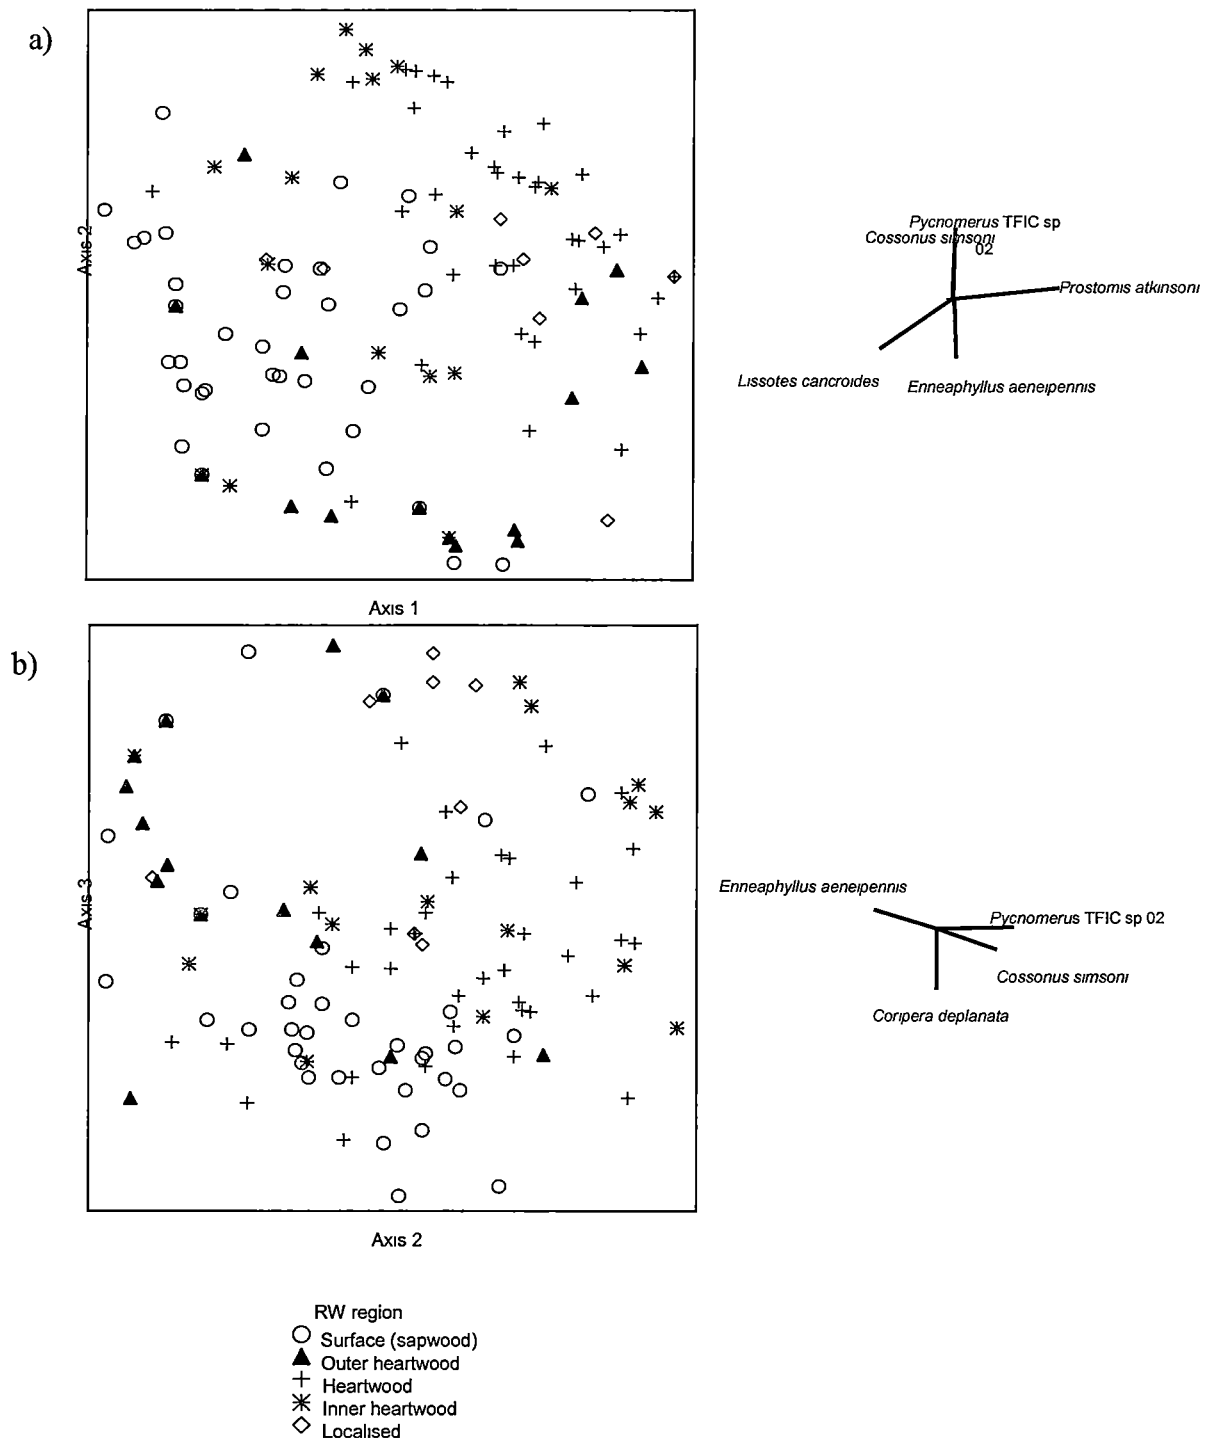 a)
Axis 2
Axis 1
Pycnomerus TFIC sp
Cossonus simsoni
02
Prostomis atkinsoni
Lissotes cancroides
Enneaphyllus aeneipennis
b)
Axis 3
Axis 2
Enneaphyllus aeneipennis
Pycnomerus TFIC sp 02
Cossonus simsoni
Coripera deplanata
RW region
Surface (sapwood)
Outer heartwood
Heartwood
Inner heartwood
Localised